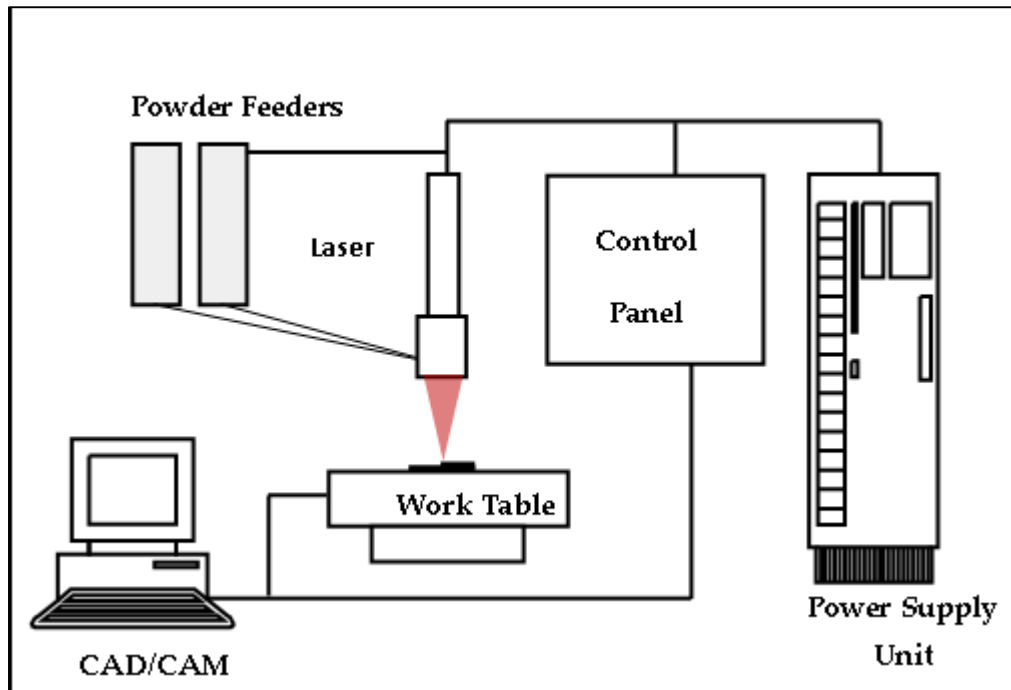 Powder Feeders
Laser
Control
Panel
Work Table
Power Supply
Unit
CAD/CAM